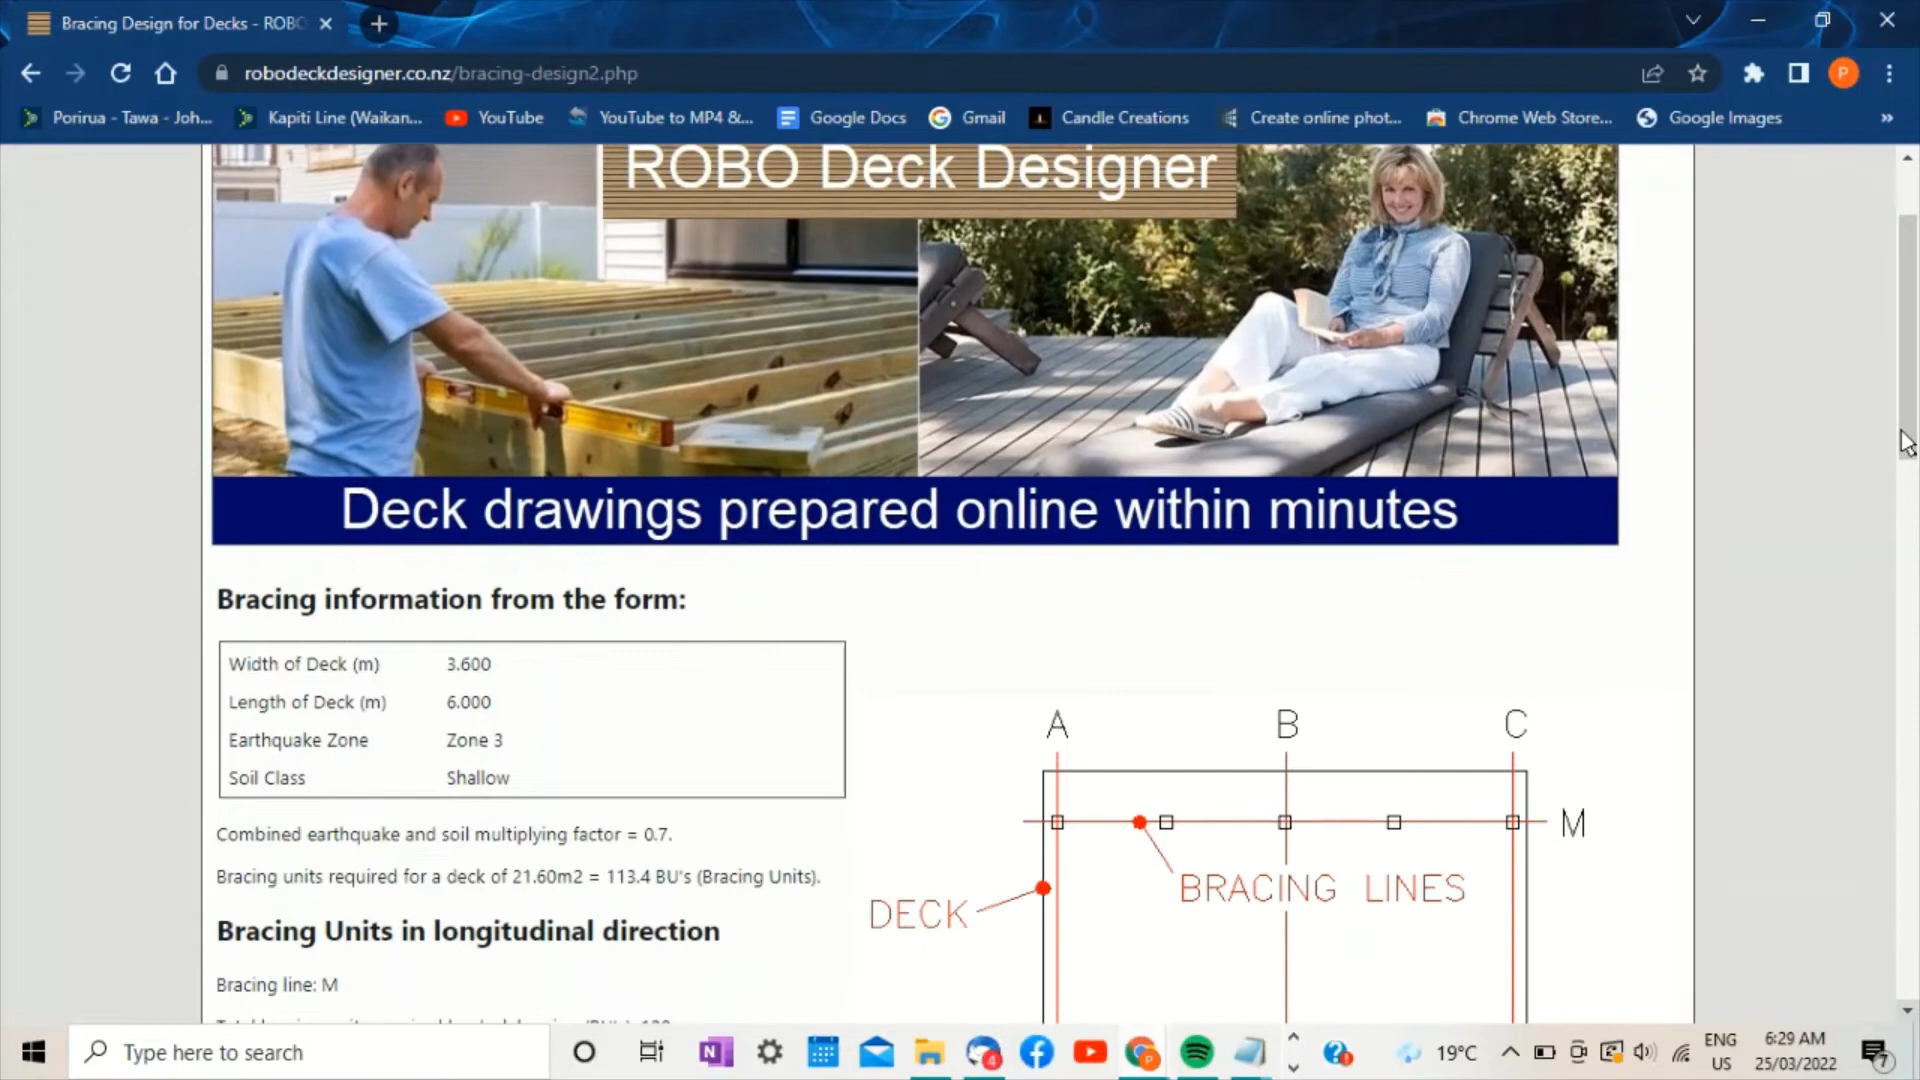 Bracing Design for Decks - ROBO
robodeckdesigner.co.nz/bracing-design2.php
P
Porirua - Tawa - Joh...
Kapiti Line (Waikan...
YouTube
YouTube to MP4 &...
Google Docs
Gmail
Candle Creations
Create online phot...
Chrome Web Store...
Google Images
»
ROBO Deck Designer
Deck drawings prepared online within minutes
Bracing information from the form:
Width of Deck (m) 3.600
Length of Deck (m) 6.000
Earthquake Zone Zone 3
Soil Class Shallow
Combined earthquake and soil multiplying factor = 0.7.
Bracing units required for a deck of 21.60m2 = 113.4 BU's (Bracing Units).
Bracing Units in longitudinal direction
Bracing line: M
A B C
M
BRACING LINES
DECK
Type here to search
N
4
P
19°C
ENG
US
6:29 AM
25/03/2022
7